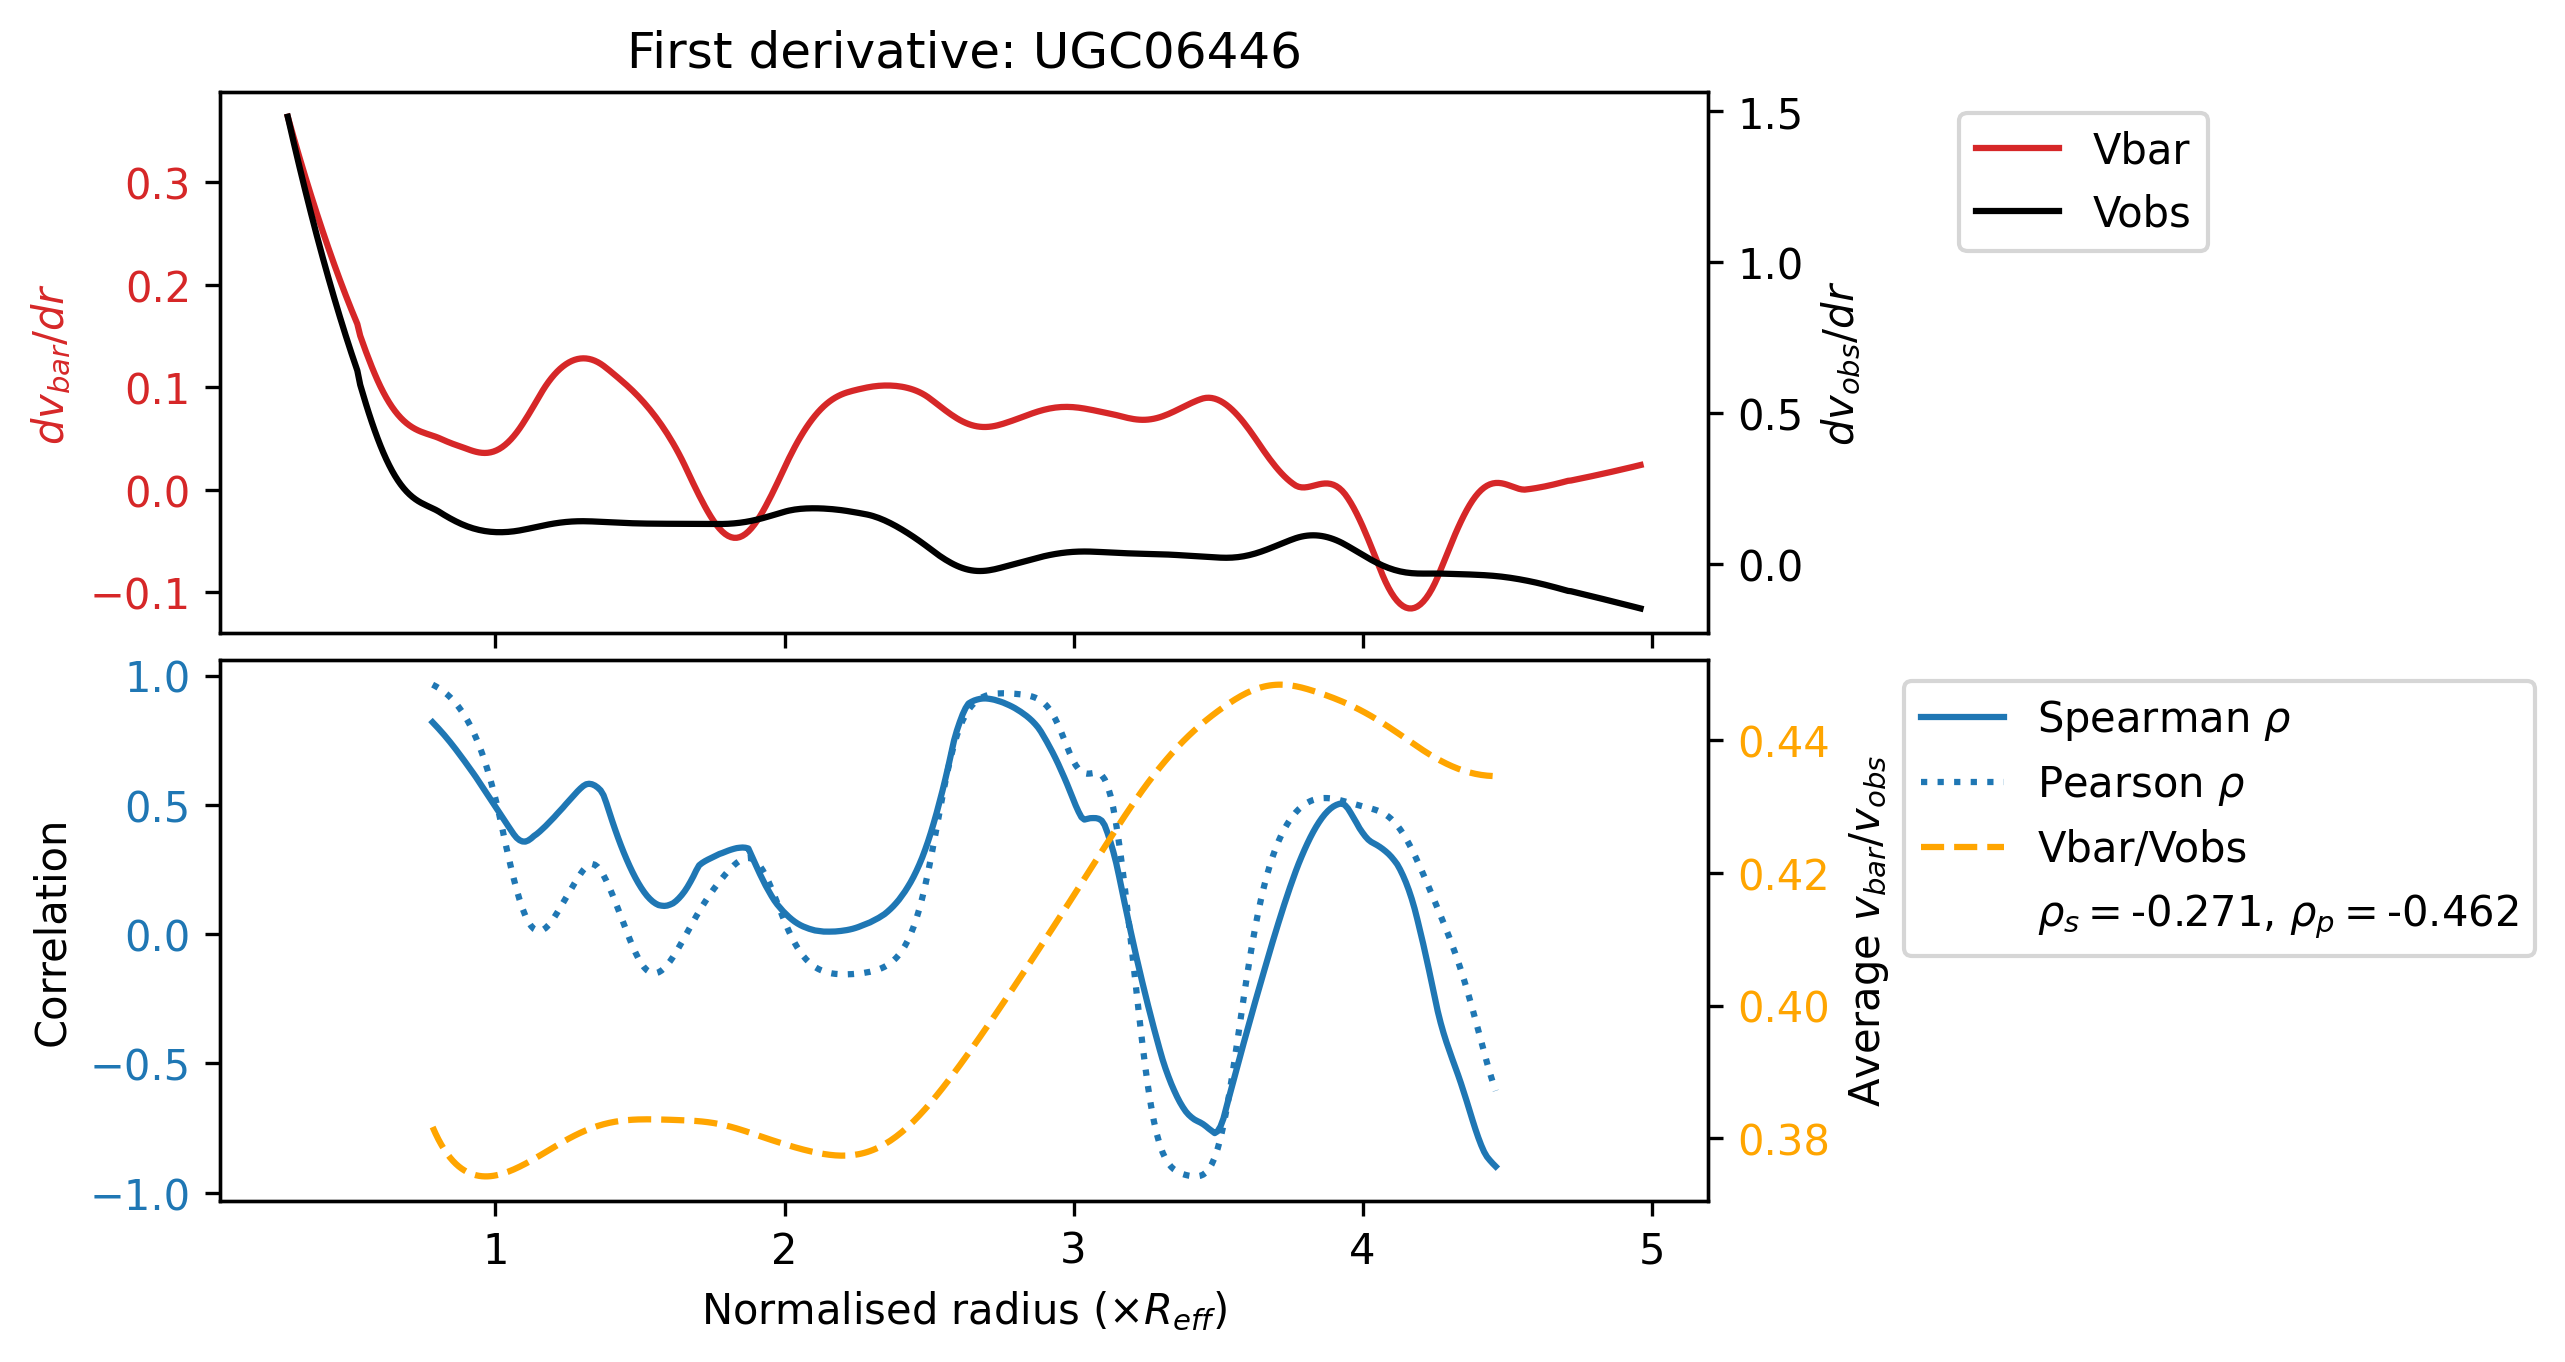 First derivative: UGC06446
dv_bar/dr
0.3
0.2
0.1
0.0
−0.1
1.5
1.0
0.5
0.0
dv_obs/dr
Vbar
Vobs
Correlation
1.0
0.5
0.0
−0.5
−1.0
0.44
0.42
0.40
0.38
Average v_bar/v_obs
Spearman ρ
Pearson ρ
Vbar/Vobs
ρ_s = -0.271, ρ_p = -0.462
1 2 3 4 5
Normalised radius (×R_eff)